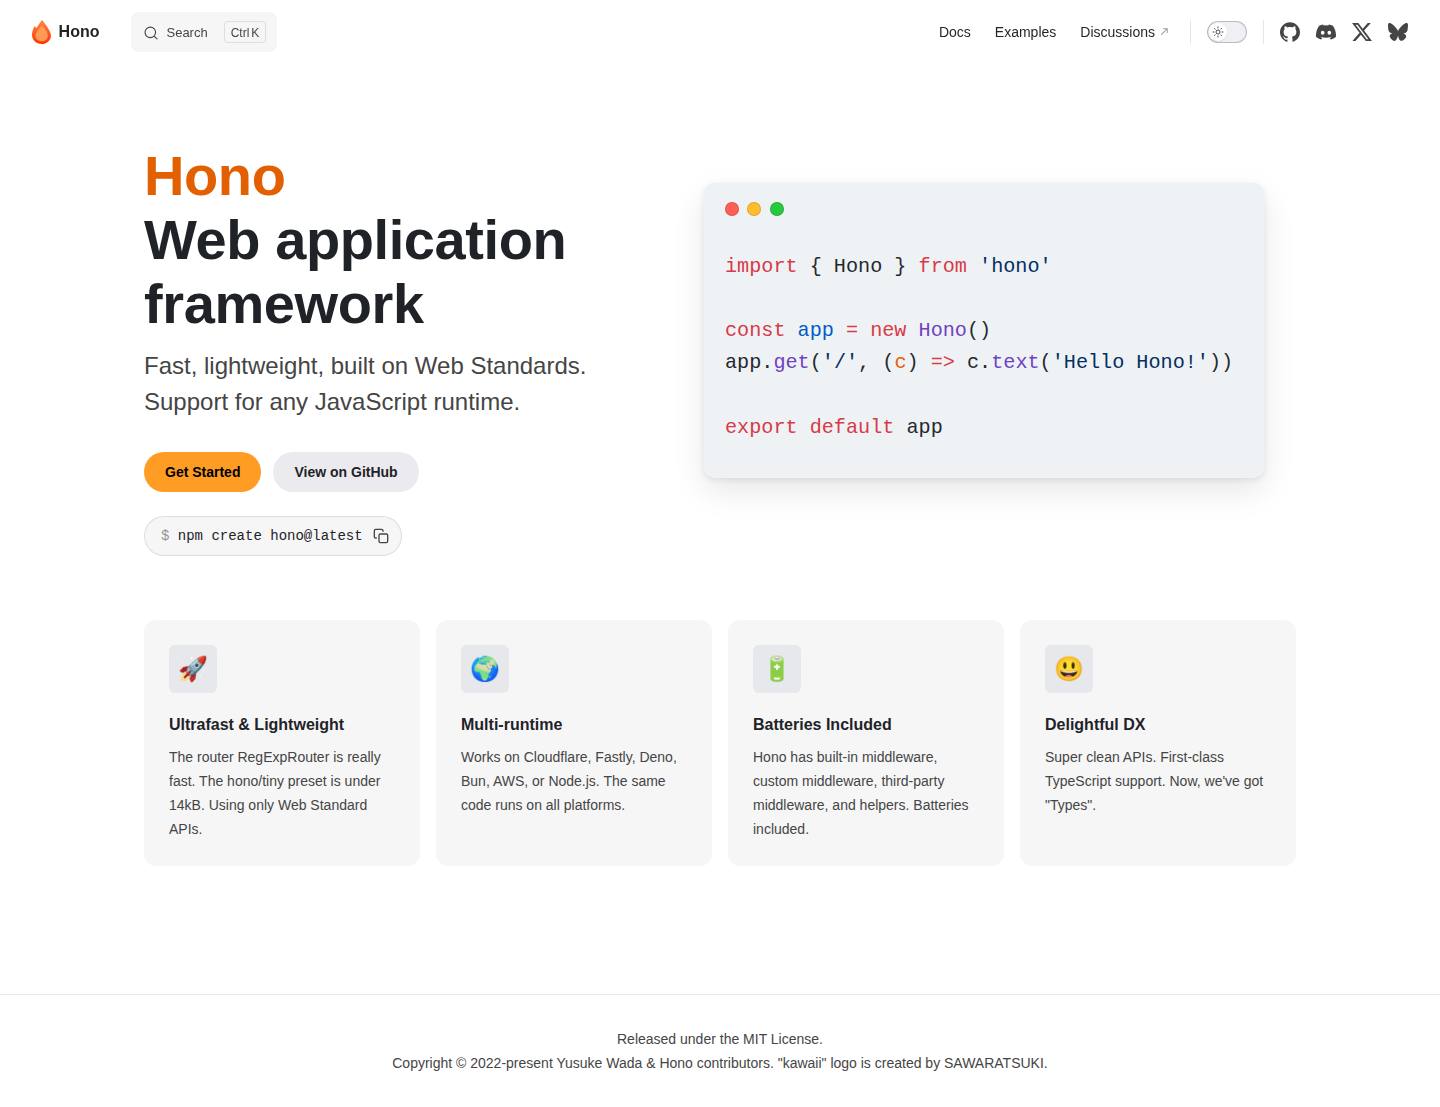 Hono
Search Ctrl K
Docs
Examples
Discussions
Hono
Web application
framework
Fast, lightweight, built on Web Standards.
Support for any JavaScript runtime.
Get Started
View on GitHub
$ npm create hono@latest
import { Hono } from 'hono'
const app = new Hono()
app.get('/', (c) => c.text('Hello Hono!'))
export default app
Ultrafast & Lightweight
The router RegExpRouter is really
fast. The hono/tiny preset is under
14kB. Using only Web Standard
APIs.
Multi-runtime
Works on Cloudflare, Fastly, Deno,
Bun, AWS, or Node.js. The same
code runs on all platforms.
Batteries Included
Hono has built-in middleware,
custom middleware, third-party
middleware, and helpers. Batteries
included.
Delightful DX
Super clean APIs. First-class
TypeScript support. Now, we've got
"Types".
Released under the MIT License.
Copyright © 2022-present Yusuke Wada & Hono contributors. "kawaii" logo is created by SAWARATSUKI.